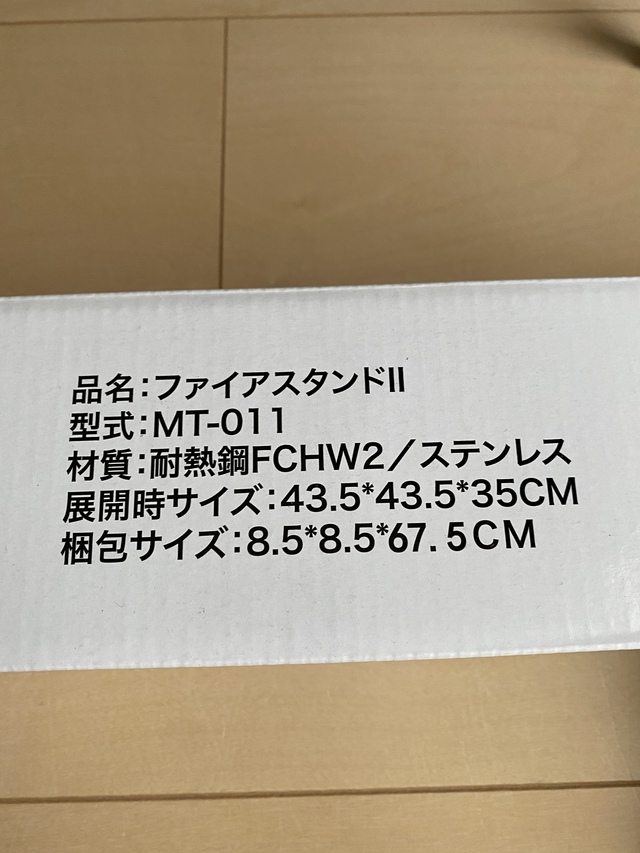 品名：ファイアスタンドII
型式：MT-011
材質：耐熱鋼FCHW2／ステンレス
展開時サイズ：43.5*43.5*35CM
梱包サイズ：8.5*8.5*67.5CM